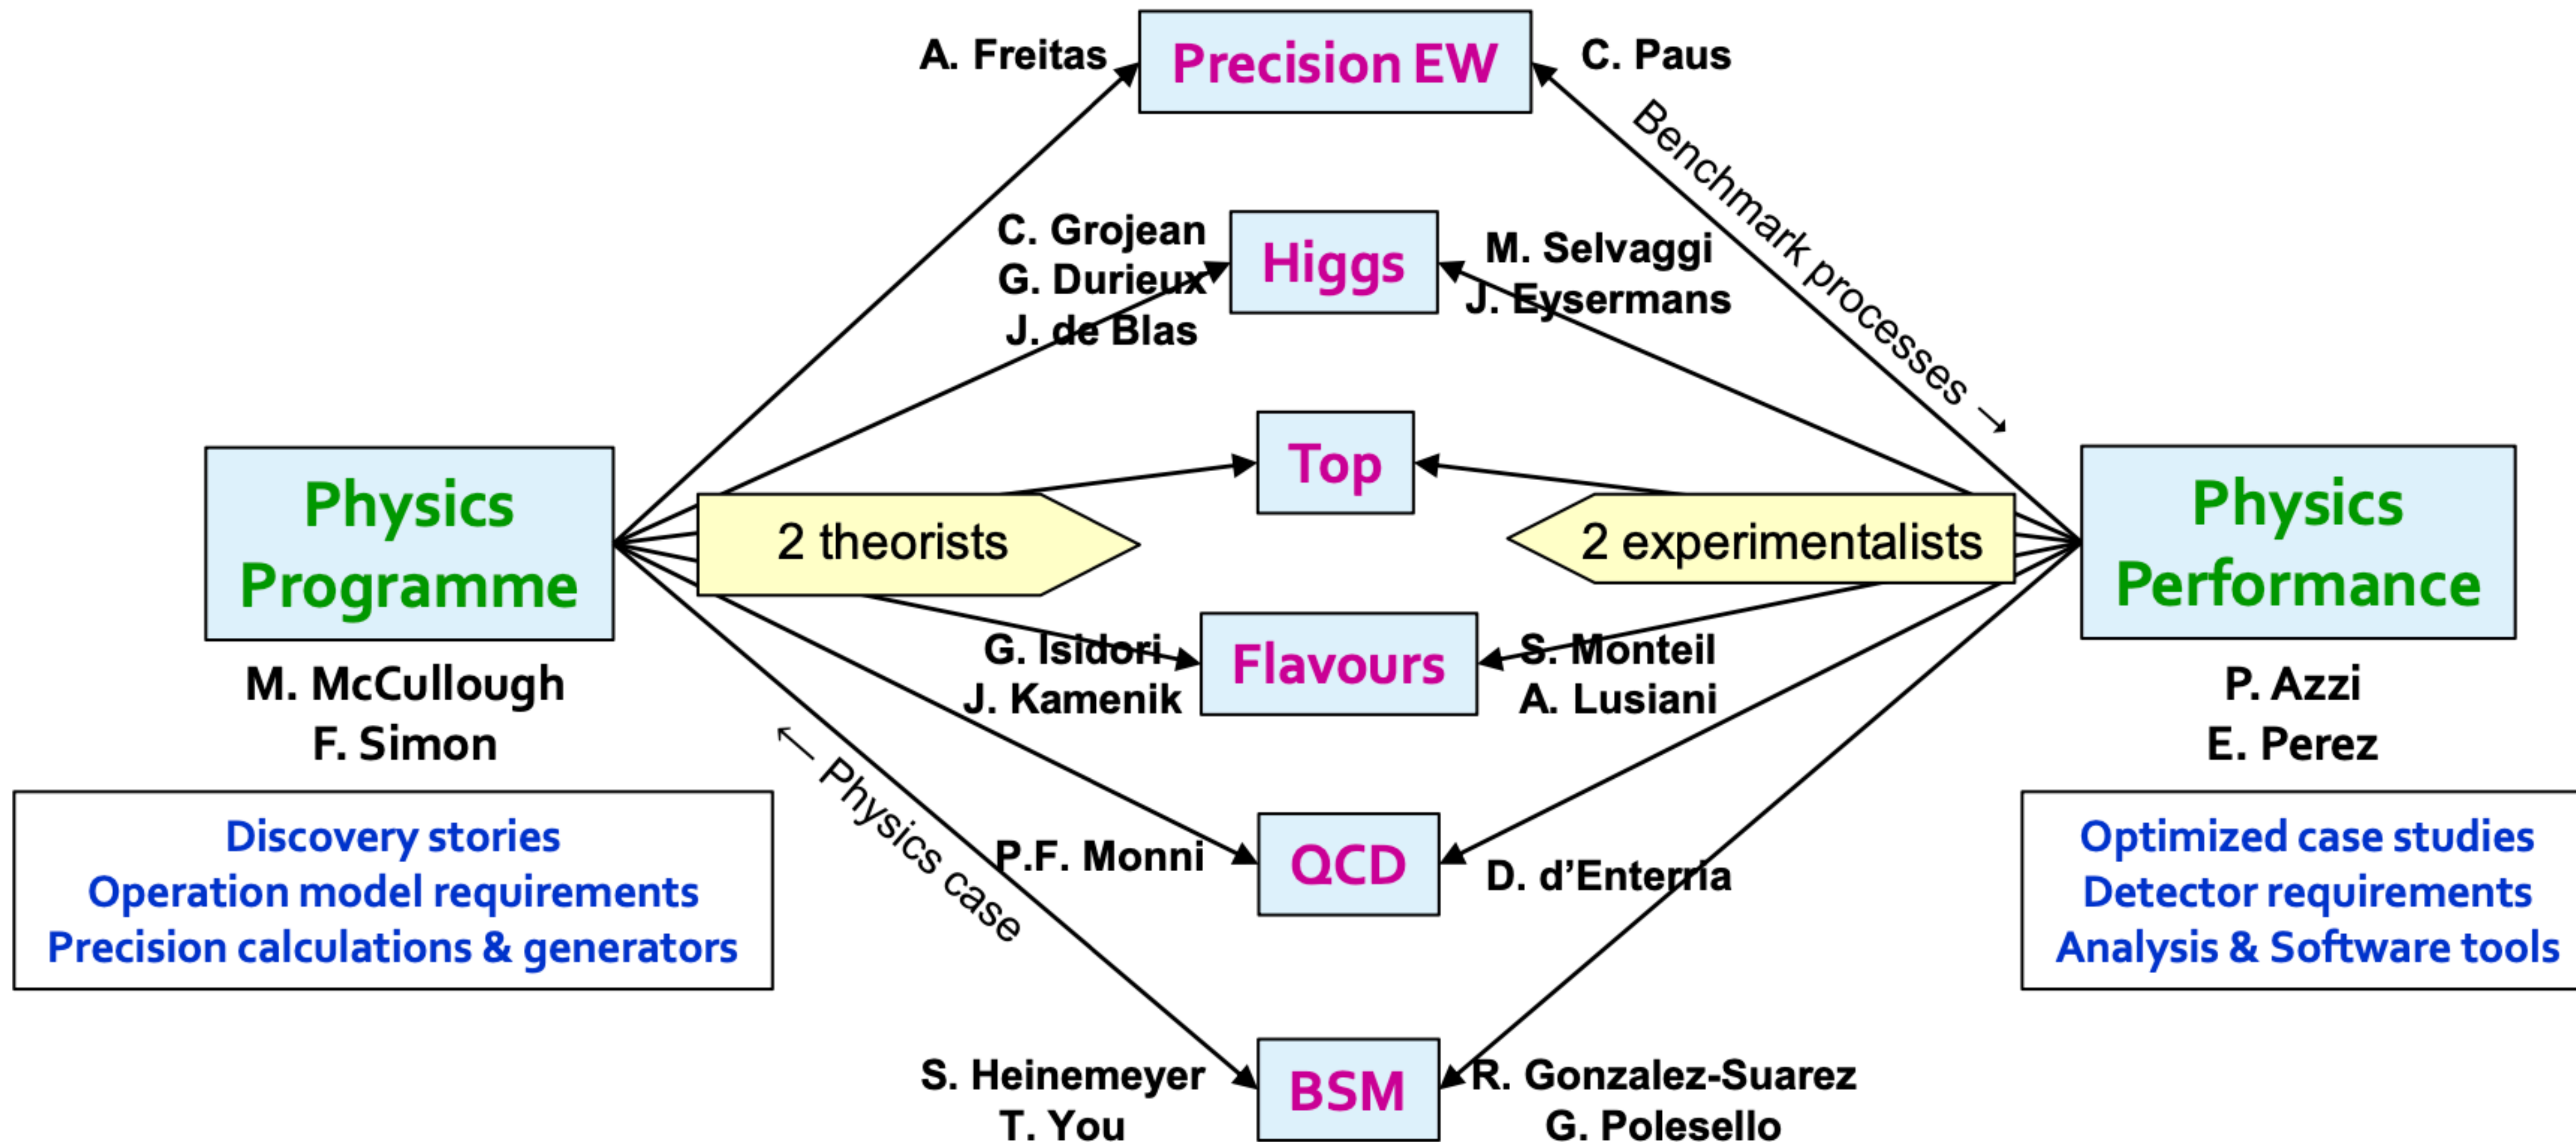 A. Freitas
Precision EW
C. Paus
Benchmark processes →
C. Grojean
G. Durieux
J. de Blas
Higgs
M. Selvaggi
J. Eysermans
Top
Physics
Programme
2 theorists
2 experimentalists
Physics
Performance
M. McCullough
F. Simon
G. Isidori
J. Kamenik
Flavours
S. Monteil
A. Lusiani
P. Azzi
E. Perez
← Physics case
Discovery stories
Operation model requirements
Precision calculations & generators
P.F. Monni
QCD
D. d’Enterria
Optimized case studies
Detector requirements
Analysis & Software tools
S. Heinemeyer
T. You
BSM
R. Gonzalez-Suarez
G. Polesello